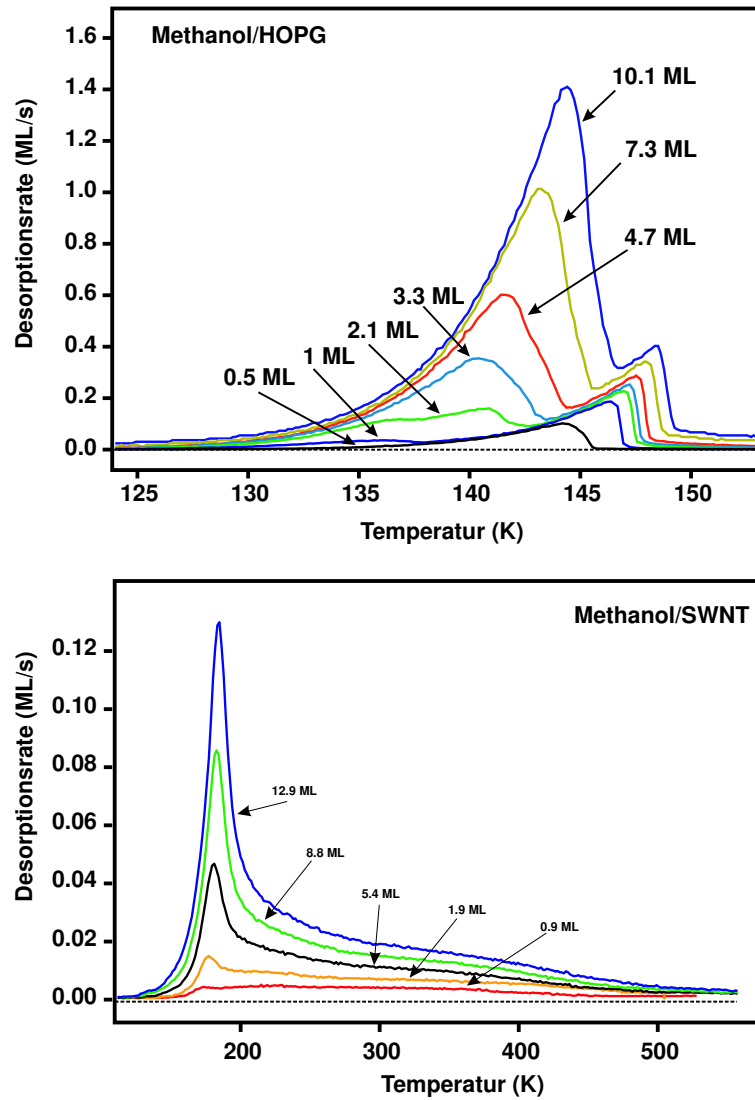 Methanol/HOPG
Desorptionsrate (ML/s)
1.6
1.4
1.2
1.0
0.8
0.6
0.4
0.2
0.0
10.1 ML
7.3 ML
4.7 ML
3.3 ML
2.1 ML
1 ML
0.5 ML
125 130 135 140 145 150
Temperatur (K)
Methanol/SWNT
Desorptionsrate (ML/s)
0.12
0.10
0.08
0.06
0.04
0.02
0.00
12.9 ML
8.8 ML
5.4 ML
1.9 ML
0.9 ML
200 300 400 500
Temperatur (K)